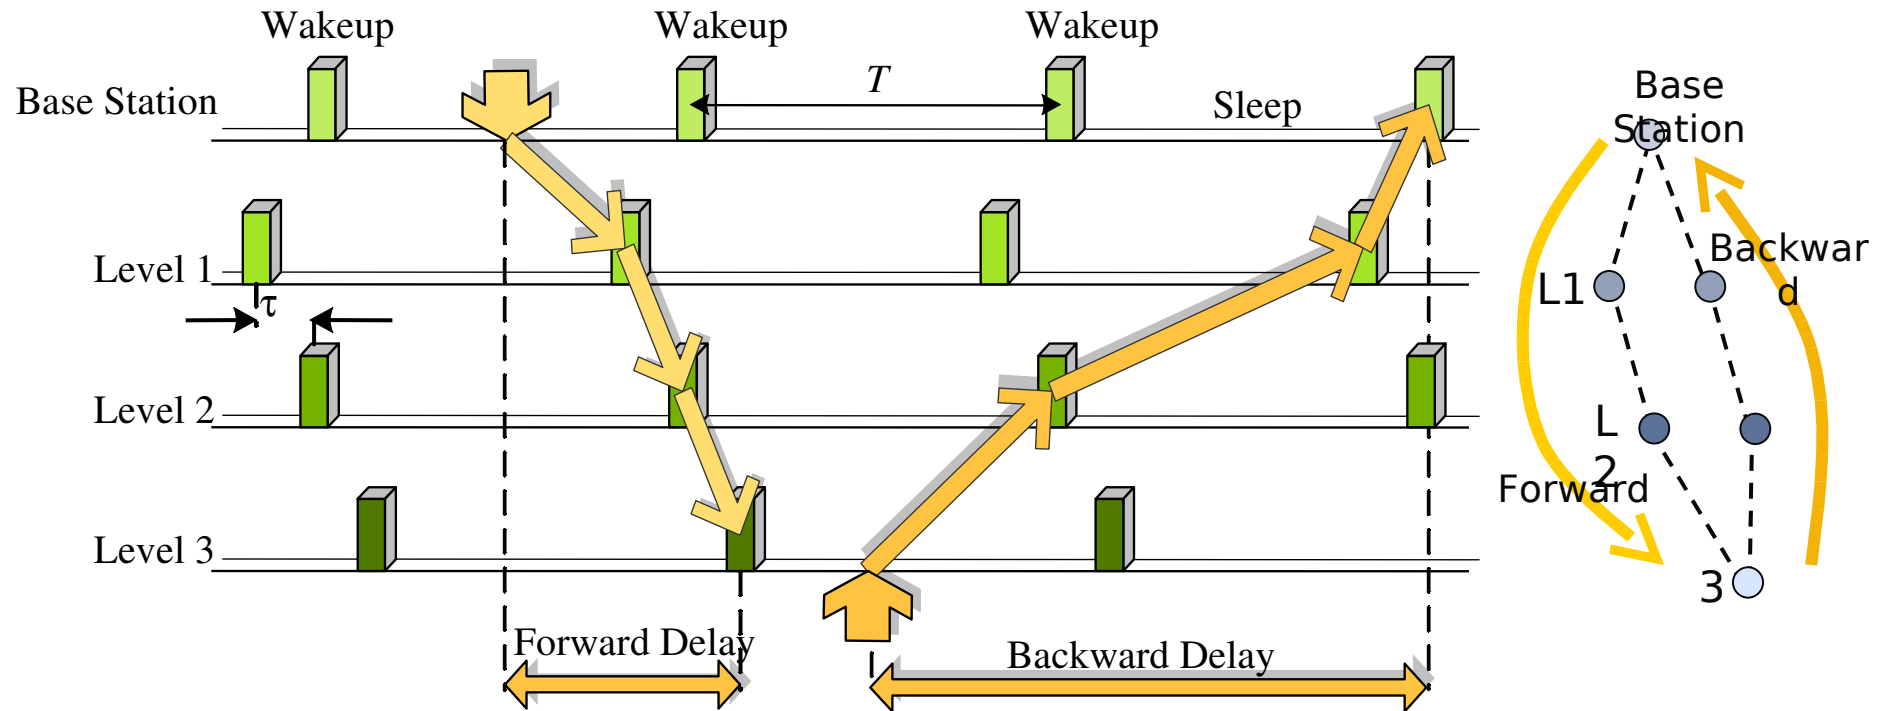 Wakeup
Wakeup
Wakeup
Base Station
T
Sleep
Level 1
τ
Level 2
Level 3
Forward Delay
Backward Delay
Base
Station
Backwar
d
L1
L
2
Forward
3